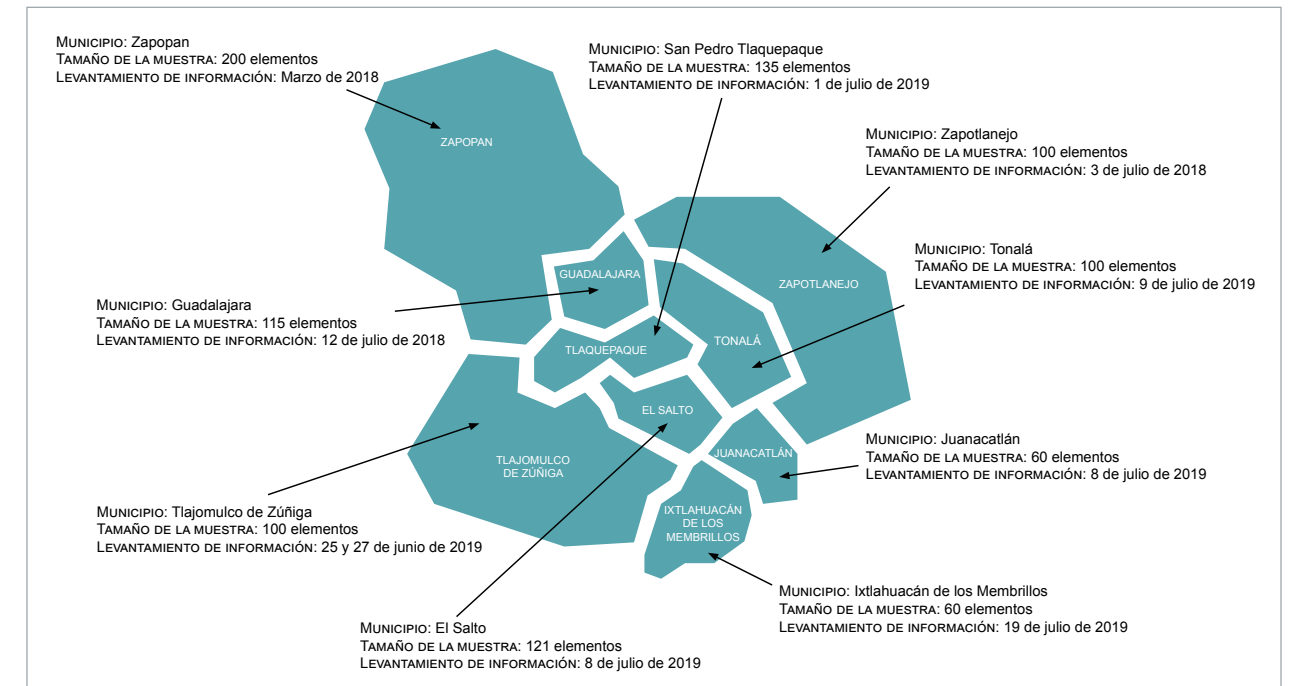 Municipio: Zapopan
Tamaño de la muestra: 200 elementos
Levantamiento de información: Marzo de 2018
Municipio: San Pedro Tlaquepaque
Tamaño de la muestra: 135 elementos
Levantamiento de información: 1 de julio de 2019
Municipio: Zapotlanejo
Tamaño de la muestra: 100 elementos
Levantamiento de información: 3 de julio de 2018
Municipio: Tonalá
Tamaño de la muestra: 100 elementos
Levantamiento de información: 9 de julio de 2019
Municipio: Guadalajara
Tamaño de la muestra: 115 elementos
Levantamiento de información: 12 de julio de 2018
ZAPOPAN
GUADALAJARA
ZAPOTLANEJO
TLAQUEPAQUE
TONALÁ
EL SALTO
TLAJOMULCO
DE ZÚÑIGA
JUANACATLÁN
IXTLAHUACÁN
DE LOS
MEMBRILLOS
Municipio: Juanacatlán
Tamaño de la muestra: 60 elementos
Levantamiento de información: 8 de julio de 2019
Municipio: Tlajomulco de Zúñiga
Tamaño de la muestra: 100 elementos
Levantamiento de información: 25 y 27 de junio de 2019
Municipio: Ixtlahuacán de los Membrillos
Tamaño de la muestra: 60 elementos
Levantamiento de información: 19 de julio de 2019
Municipio: El Salto
Tamaño de la muestra: 121 elementos
Levantamiento de información: 8 de julio de 2019